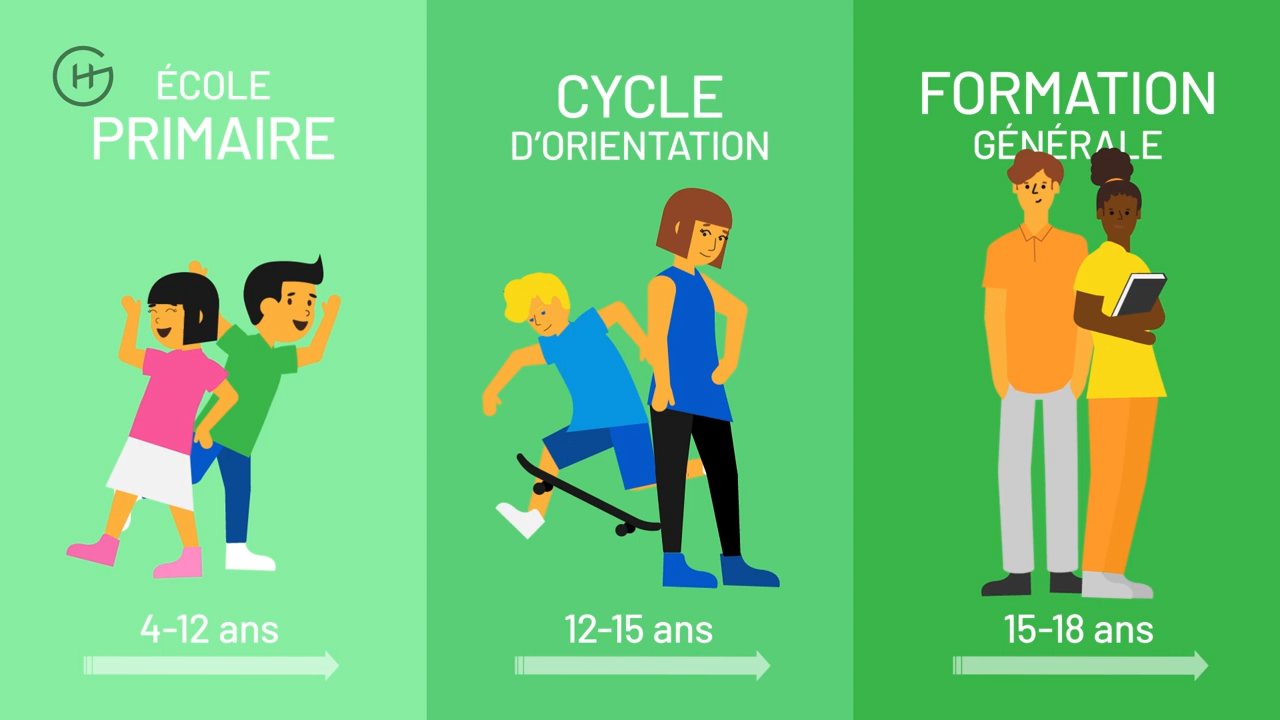 ÉCOLE
PRIMAIRE
CYCLE
D'ORIENTATION
FORMATION
GÉNÉRALE
4-12 ans
12-15 ans
15-18 ans